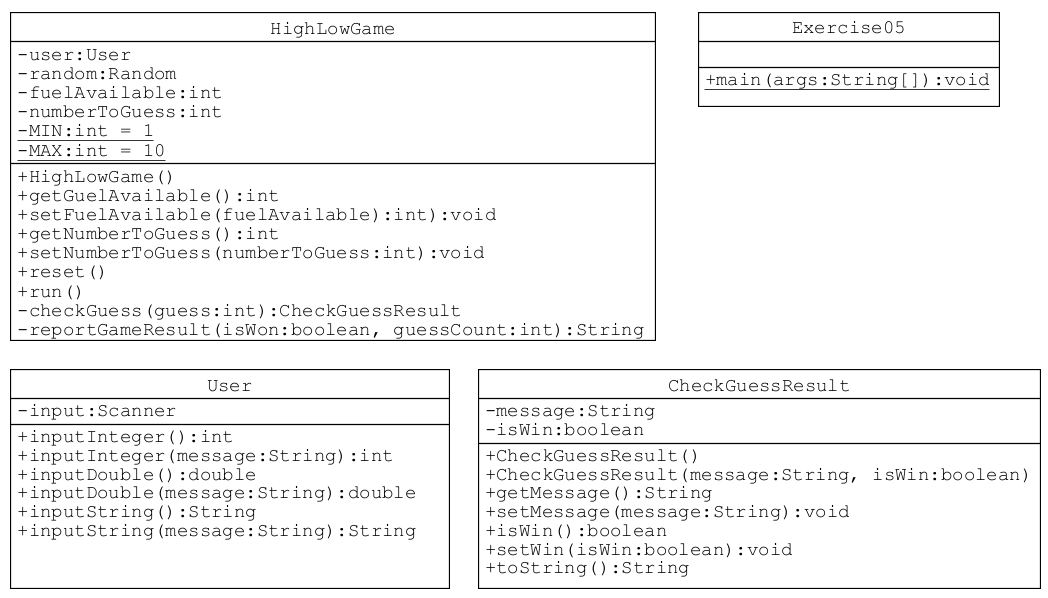 HighLowGame
-user:User
-random:Random
-fuelAvailable:int
-numberToGuess:int
-MIN:int = 1
-MAX:int = 10
+HighLowGame()
+getGuelAvailable():int
+setFuelAvailable(fuelAvailable):int):void
+getNumberToGuess():int
+setNumberToGuess(numberToGuess:int):void
+reset()
+run()
-checkGuess(guess:int):CheckGuessResult
-reportGameResult(isWon:boolean, guessCount:int):String
Exercise05
+main(args:String[]):void
User
-input:Scanner
+inputInteger():int
+inputInteger(message:String):int
+inputDouble():double
+inputDouble(message:String):double
+inputString():String
+inputString(message:String):String
CheckGuessResult
-message:String
-isWin:boolean
+CheckGuessResult()
+CheckGuessResult(message:String, isWin:boolean)
+getMessage():String
+setMessage(message:String):void
+isWin():boolean
+setWin(isWin:boolean):void
+toString():String